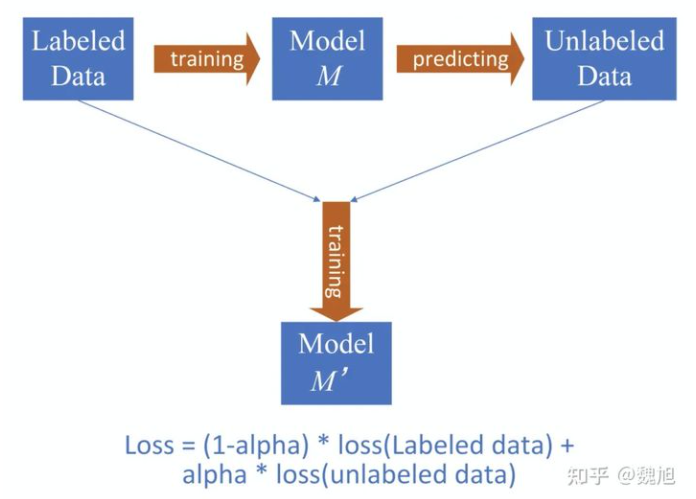 Labeled
Data
training
Model
M
predicting
Unlabeled
Data
training
Model
M’
Loss = (1-alpha) * loss(Labeled data) +
alpha * loss(unlabeled data)
知乎 @魏旭